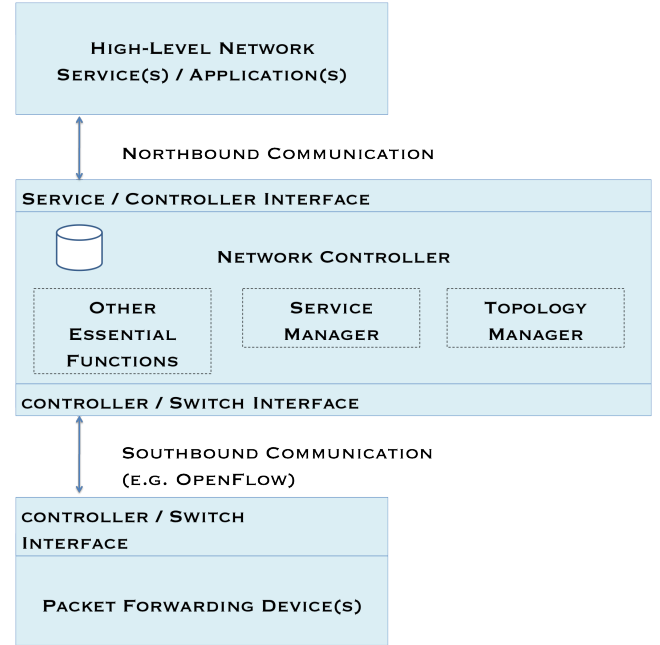 High-Level Network
Service(s) / Application(s)
Northbound Communication
Service / Controller Interface
Network Controller
Other
Essential
Functions
Service
Manager
Topology
Manager
controller / Switch Interface
Southbound Communication
(e.g. OpenFlow)
controller / Switch
Interface
Packet Forwarding Device(s)